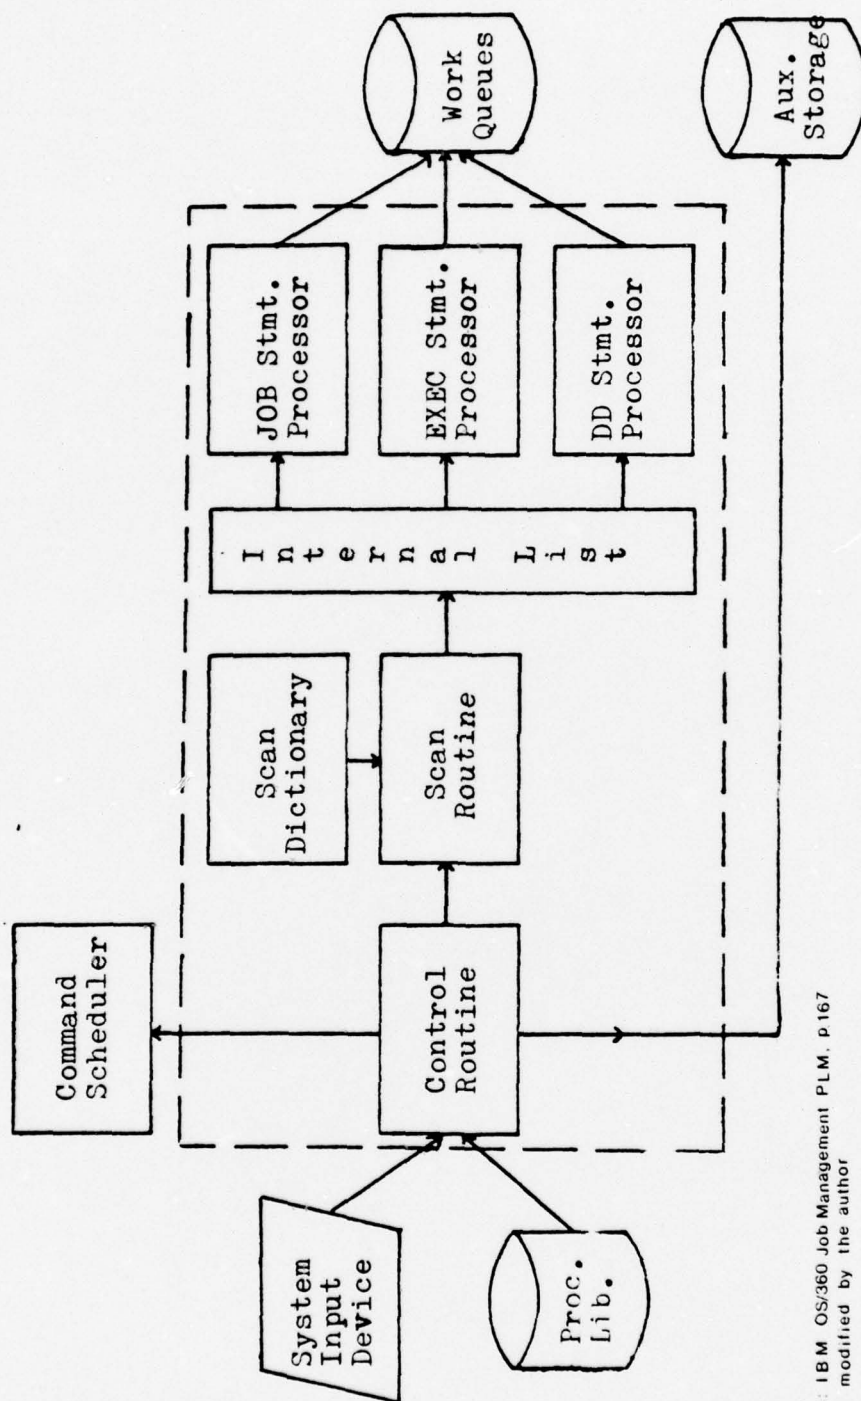 Command
Scheduler
System
Input
Device
Proc.
Lib.
Control
Routine
Scan
Dictionary
Scan
Routine
Internal List
JOB Stmt.
Processor
EXEC Stmt.
Processor
DD Stmt.
Processor
Work
Queues
Aux.
Storage
: IBM OS/360 Job Management PLM, p.167
modified by the author